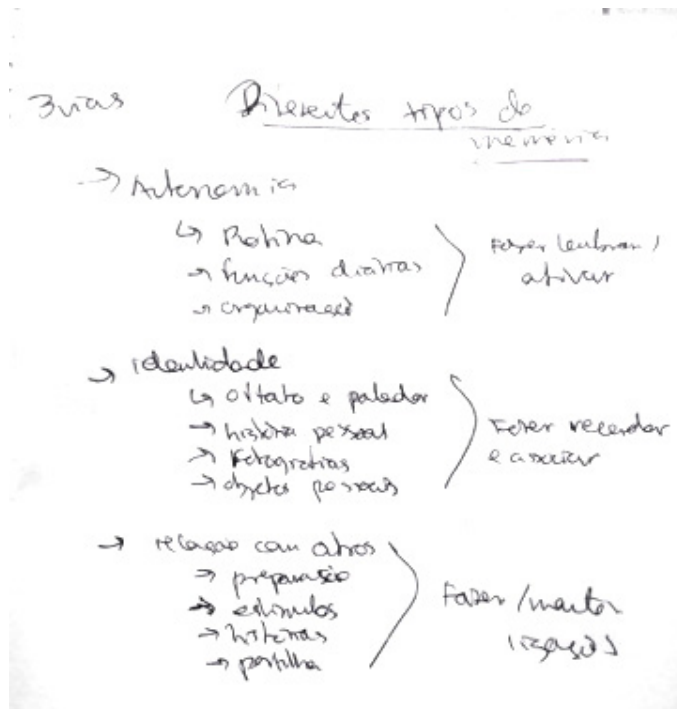 3 vias
Diferentes tipos de
memória
→ Autonomia
↳ Rotina
→ funções diárias
→ organização
Fazer lembrar /
ativar
→ identidade
↳ olfato e paladar
→ história pessoal
→ Fotografias
→ objetos pessoais
Fazer recordar
e associar
→ relação com outros
→ preparação
→ estímulos
→ histórias
→ partilha
Fazer / manter
ligações